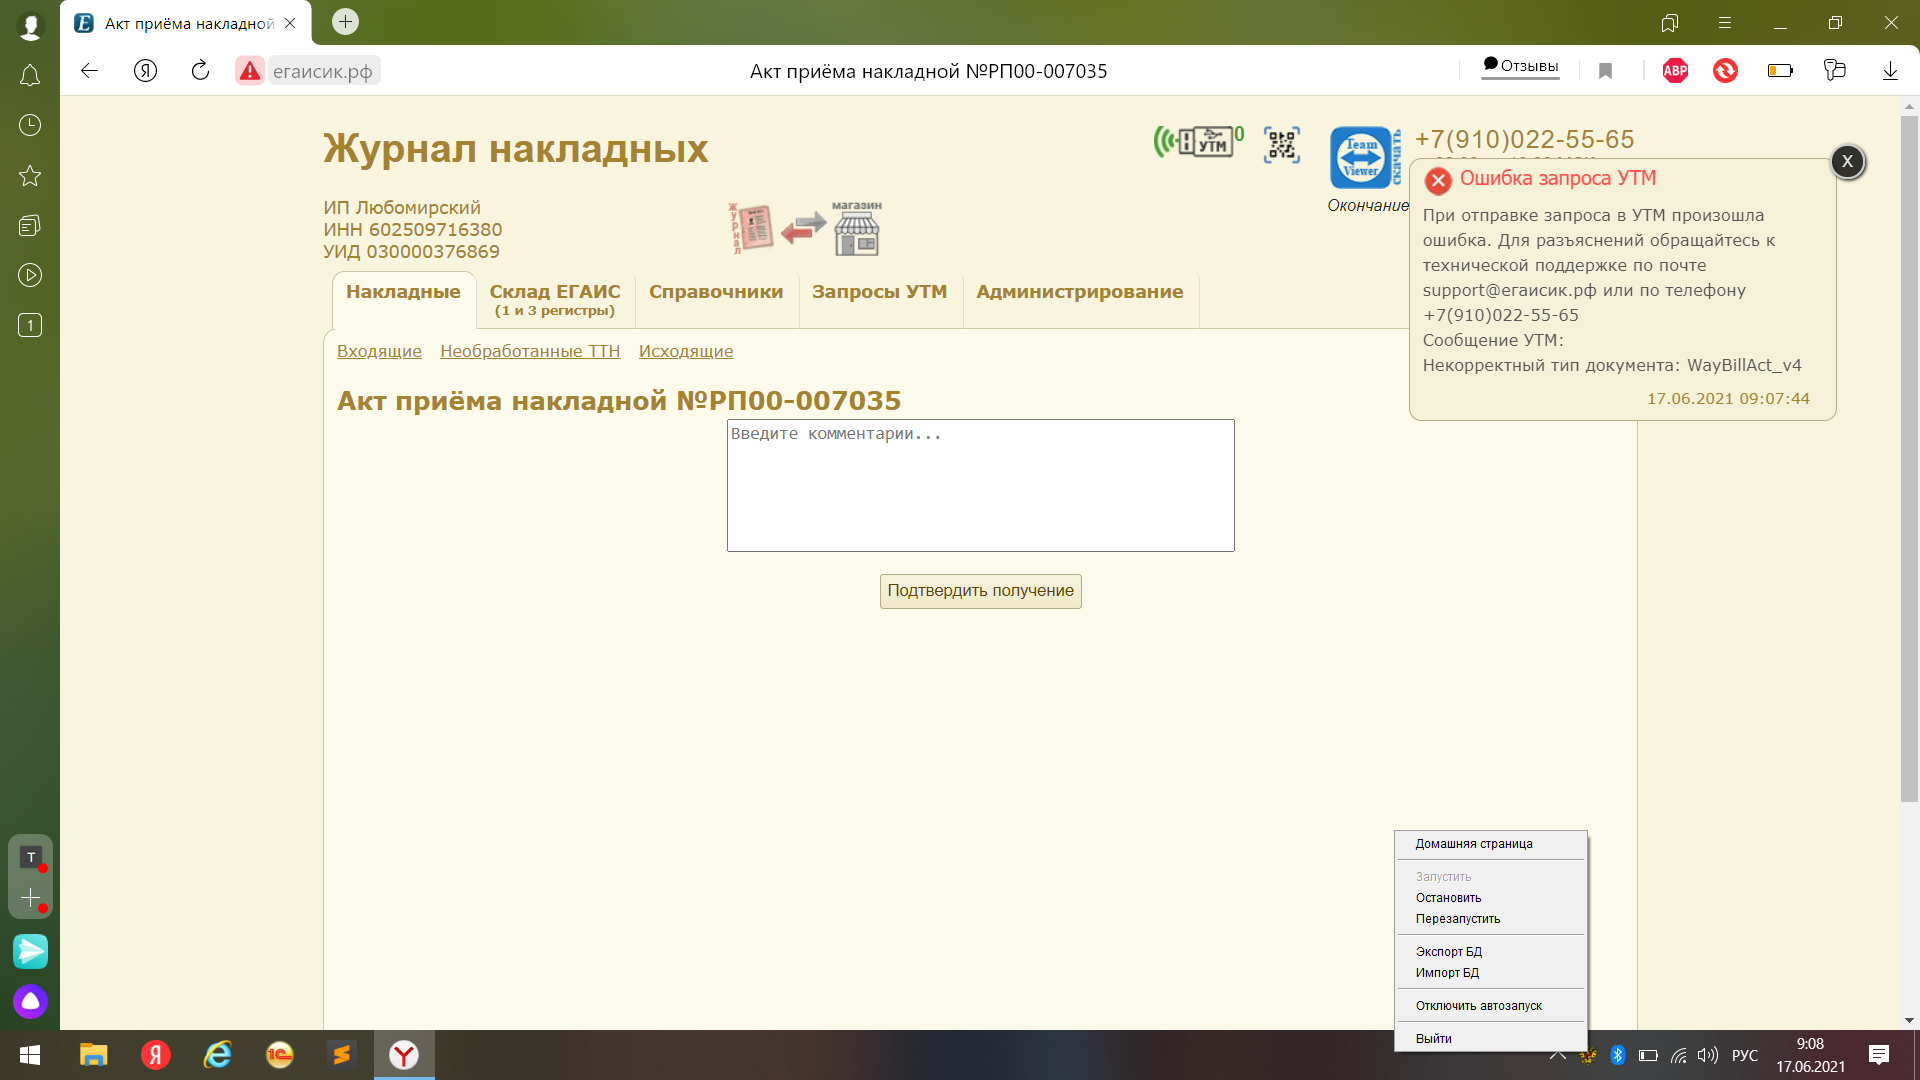 Акт приёма накладной
егаисик.рф
Акт приёма накладной №РП00-007035
Отзывы
ABP
Журнал накладных
УТМ
0
Team
Viewer
скачать
+7(910)022-55-65
Окончание
ИП Любомирский
ИНН 602509716380
УИД 030000376869
Журнал
магазин
X
Ошибка запроса УТМ
При отправке запроса в УТМ произошла
ошибка. Для разъяснений обращайтесь к
технической поддержке по почте
support@егаисик.рф или по телефону
+7(910)022-55-65
Сообщение УТМ:
Некорректный тип документа: WayBillAct_v4
17.06.2021 09:07:44
Накладные
Склад ЕГАИС
(1 и 3 регистры)
Справочники
Запросы УТМ
Администрирование
Входящие Необработанные ТТН Исходящие
Акт приёма накладной №РП00-007035
Введите комментарии...
Подтвердить получение
1
T
Домашняя страница
Запустить
Остановить
Перезапустить
Экспорт БД
Импорт БД
Отключить автозапуск
Выйти
РУС
9:08
17.06.2021